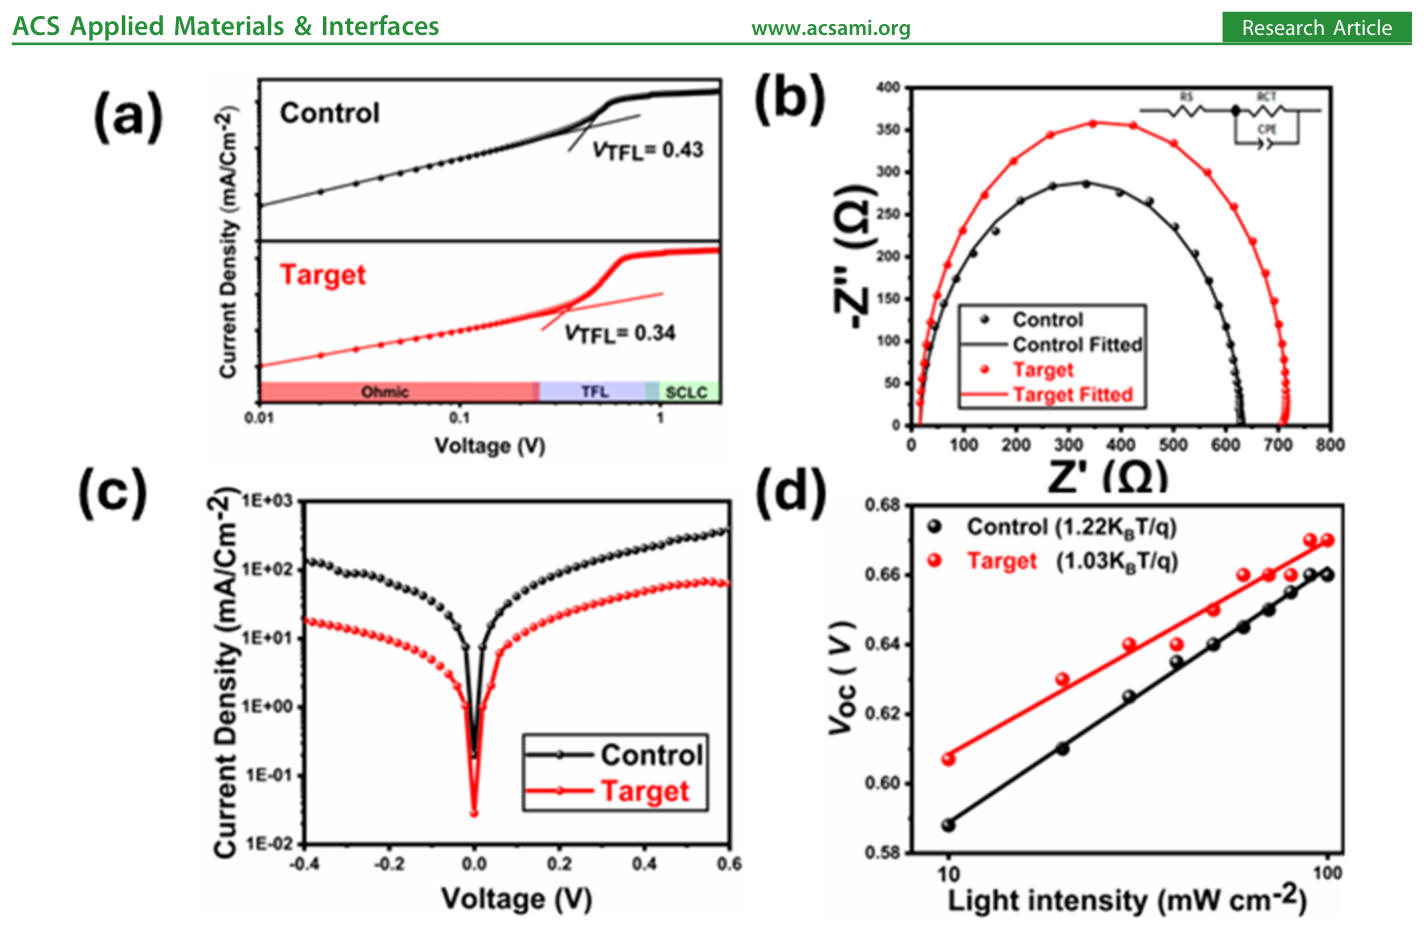 ACS Applied Materials & Interfaces www.acsami.org Research Article
(a)
Current Density (mA/Cm-2)
Control
VTFL= 0.43
Target
VTFL= 0.34
Ohmic TFL SCLC
0.01 0.1 1
Voltage (V)
(b)
-Z'' (Ω)
400
350
300
250
200
150
100
50
0
RS RCT
CPE
Control
Control Fitted
Target
Target Fitted
0 100 200 300 400 500 600 700 800
Z' (Ω)
(c)
Current Density (mA/Cm-2)
1E+03
1E+02
1E+01
1E+00
1E-01
1E-02
Control
Target
-0.4 -0.2 0.0 0.2 0.4 0.6
Voltage (V)
(d)
VOC ( V )
0.68
0.66
0.64
0.62
0.60
0.58
Control (1.22KBT/q)
Target (1.03KBT/q)
10 100
Light intensity (mW cm-2)